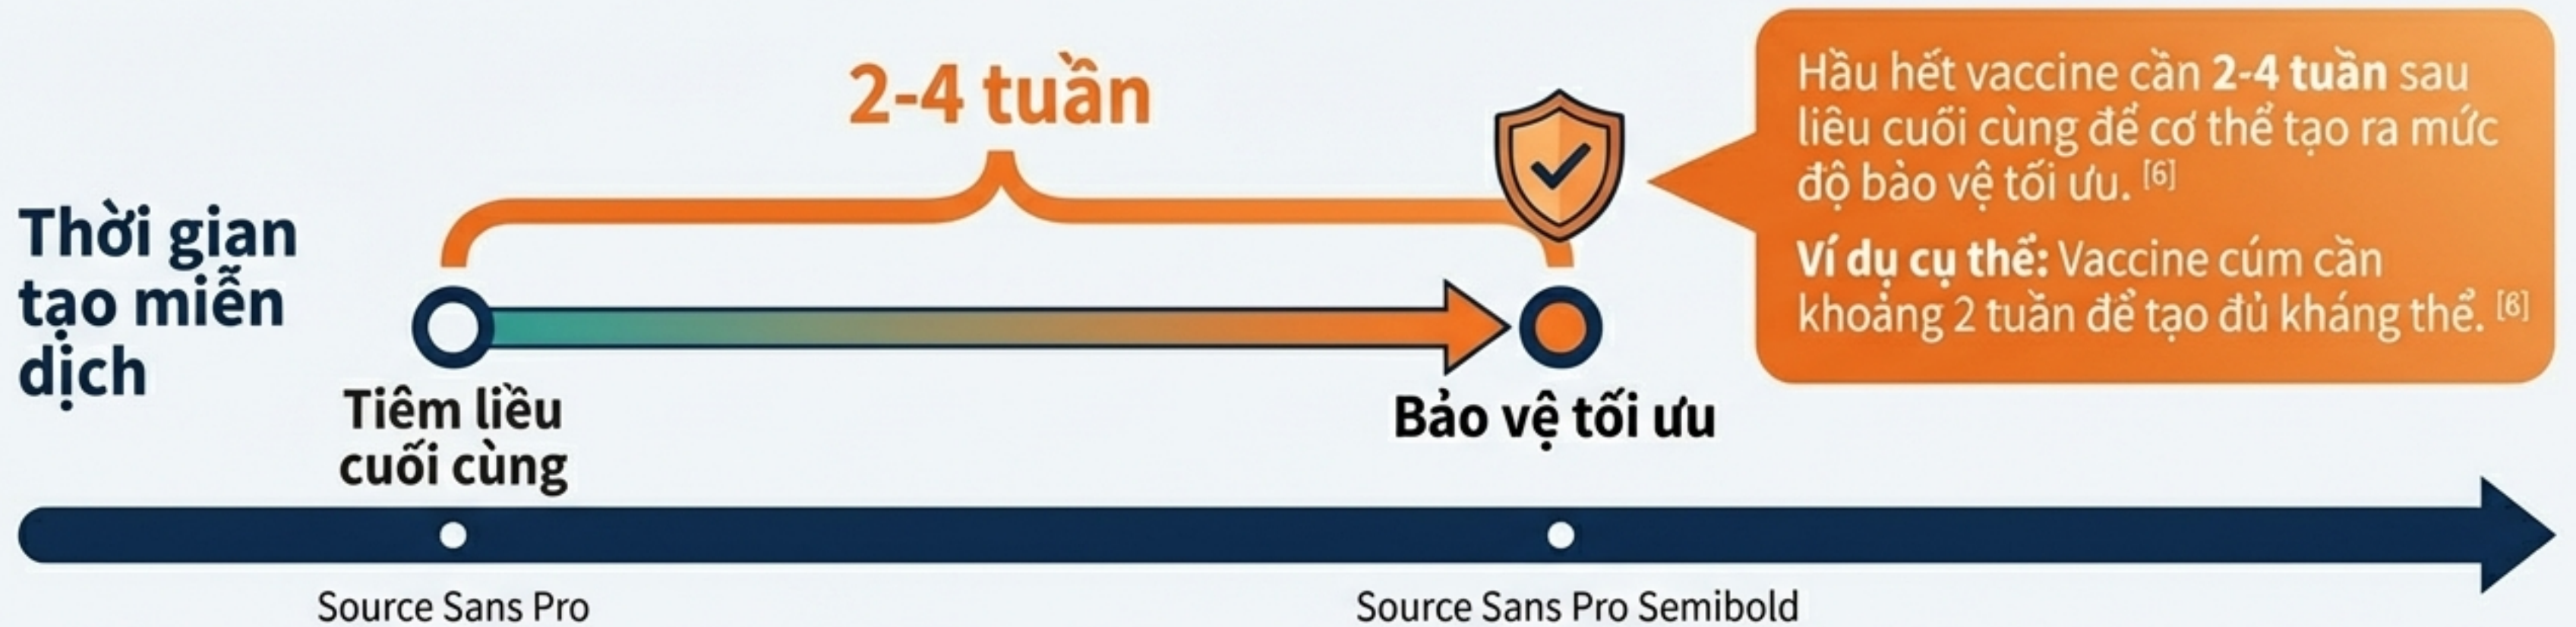 2-4 tuần
Thời gian
tạo miễn
dịch
Tiêm liều
cuối cùng
Bảo vệ tối ưu
Hầu hết vaccine cần 2-4 tuần sau
liều cuối cùng để cơ thể tạo ra mức
độ bảo vệ tối ưu. [6]
Ví dụ cụ thể: Vaccine cúm cần
khoảng 2 tuần để tạo đủ kháng thể. [6]
Source Sans Pro
Source Sans Pro Semibold